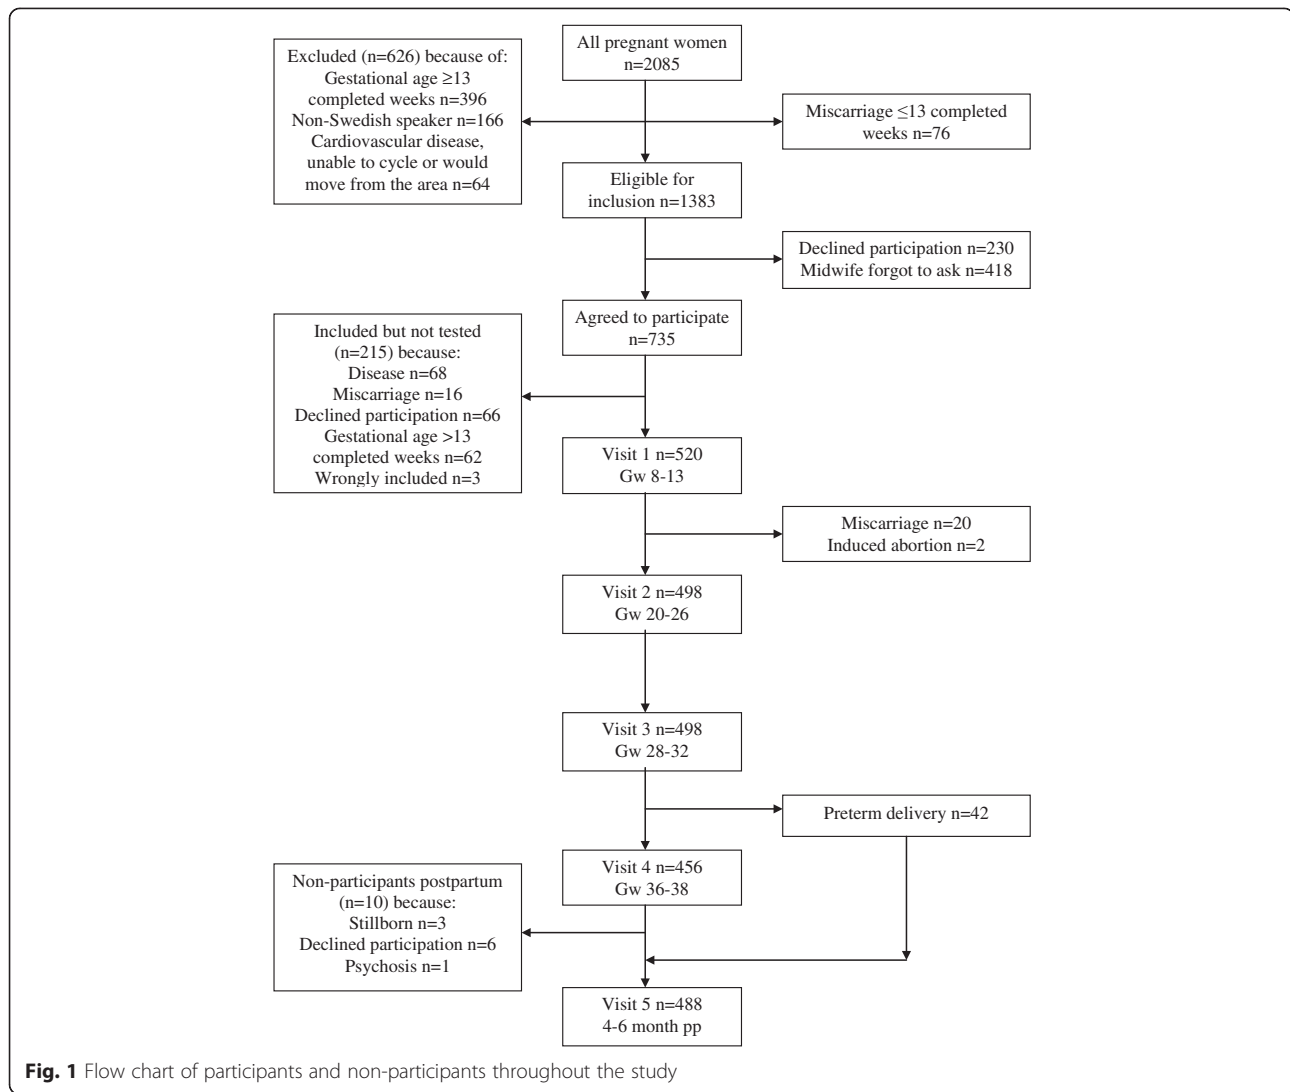 All pregnant women
n=2085
Excluded (n=626) because of:
Gestational age ≥13
completed weeks n=396
Non-Swedish speaker n=166
Cardiovascular disease,
unable to cycle or would
move from the area n=64
Miscarriage ≤13 completed
weeks n=76
Eligible for
inclusion n=1383
Declined participation n=230
Midwife forgot to ask n=418
Agreed to participate
n=735
Included but not tested
(n=215) because:
Disease n=68
Miscarriage n=16
Declined participation n=66
Gestational age >13
completed weeks n=62
Wrongly included n=3
Visit 1 n=520
Gw 8-13
Miscarriage n=20
Induced abortion n=2
Visit 2 n=498
Gw 20-26
Visit 3 n=498
Gw 28-32
Preterm delivery n=42
Visit 4 n=456
Gw 36-38
Non-participants postpartum
(n=10) because:
Stillborn n=3
Declined participation n=6
Psychosis n=1
Visit 5 n=488
4-6 month pp
Fig. 1 Flow chart of participants and non-participants throughout the study